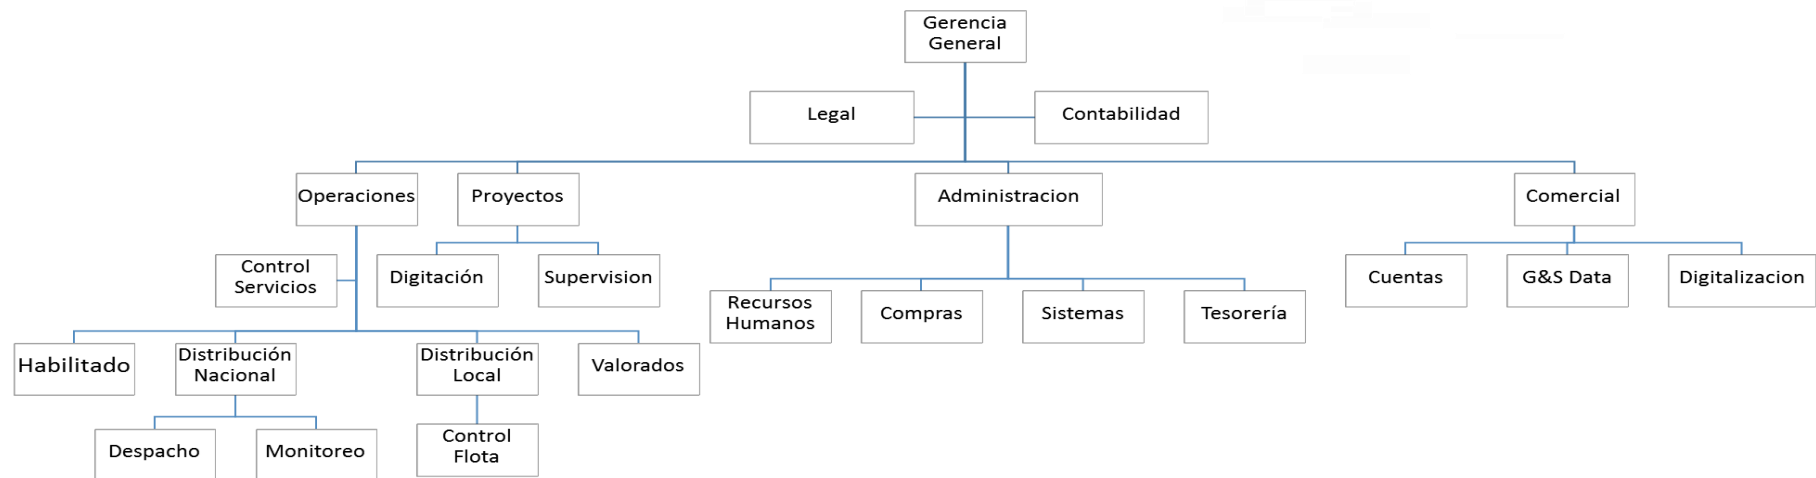 Gerencia
General
Legal
Contabilidad
Operaciones
Proyectos
Administracion
Comercial
Control
Servicios
Digitación
Supervision
Cuentas
G&S Data
Digitalizacion
Recursos
Humanos
Compras
Sistemas
Tesorería
Habilitado
Distribución
Nacional
Distribución
Local
Valorados
Despacho
Monitoreo
Control
Flota